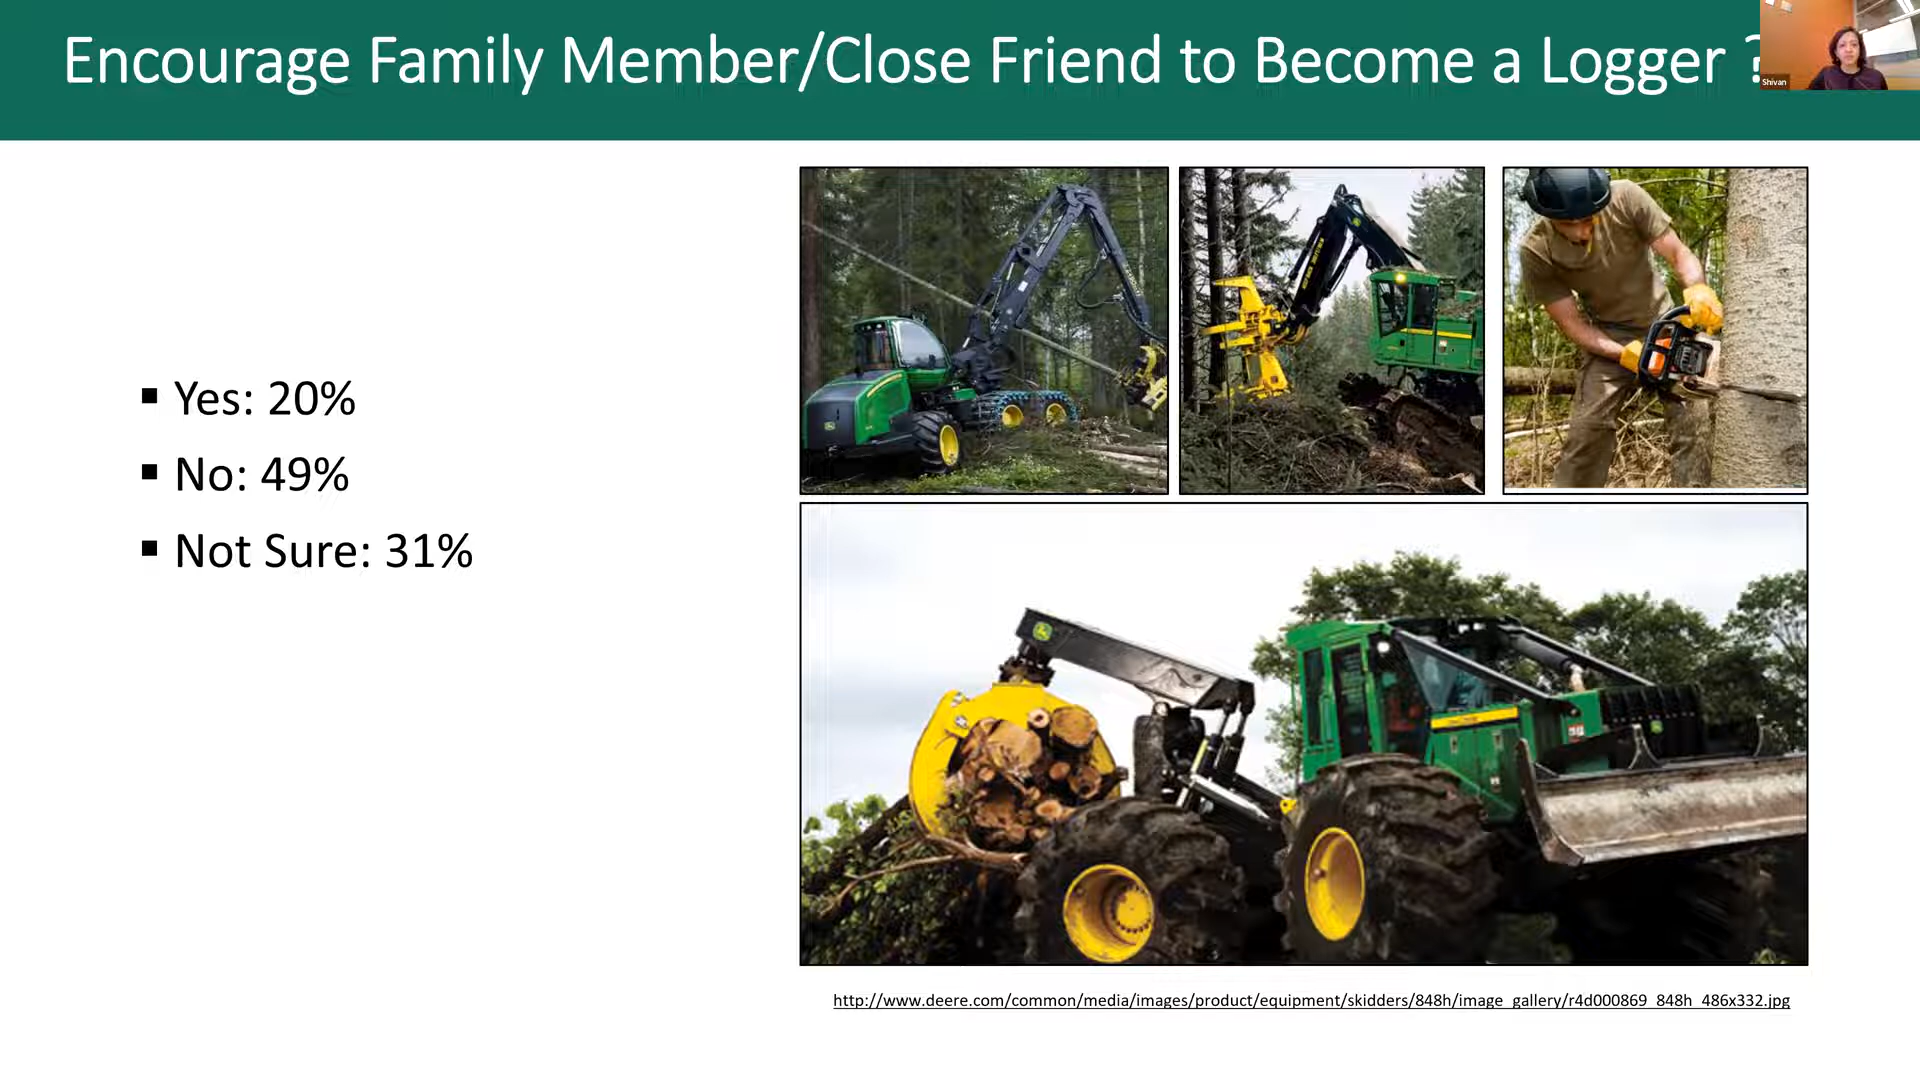 Encourage Family Member/Close Friend to Become a Logger ?
Shivan
▪ Yes: 20%
▪ No: 49%
▪ Not Sure: 31%
http://www.deere.com/common/media/images/product/equipment/skidders/848h/image_gallery/r4d000869_848h_486x332.jpg